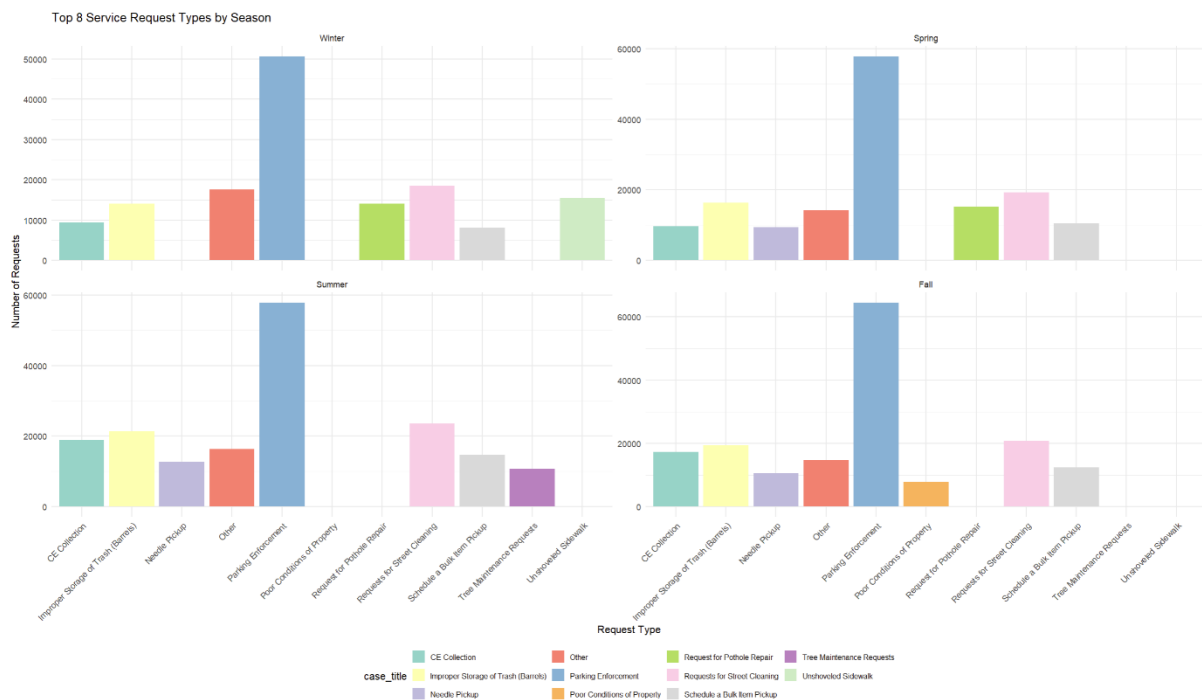 Top 8 Service Request Types by Season
Winter
Spring
50000
40000
30000
20000
10000
0
60000
40000
20000
0
Number of Requests
Summer
Fall
60000
40000
20000
0
60000
40000
20000
0
CE Collection
Improper Storage of Trash (Barrels)
Needle Pickup
Other
Parking Enforcement
Poor Conditions of Property
Request for Pothole Repair
Requests for Street Cleaning
Schedule a Bulk Item Pickup
Tree Maintenance Requests
Unshoveled Sidewalk
CE Collection
Improper Storage of Trash (Barrels)
Needle Pickup
Other
Parking Enforcement
Poor Conditions of Property
Request for Pothole Repair
Requests for Street Cleaning
Schedule a Bulk Item Pickup
Tree Maintenance Requests
Unshoveled Sidewalk
Request Type
case_title
CE Collection
Improper Storage of Trash (Barrels)
Needle Pickup
Other
Parking Enforcement
Poor Conditions of Property
Request for Pothole Repair
Requests for Street Cleaning
Schedule a Bulk Item Pickup
Tree Maintenance Requests
Unshoveled Sidewalk